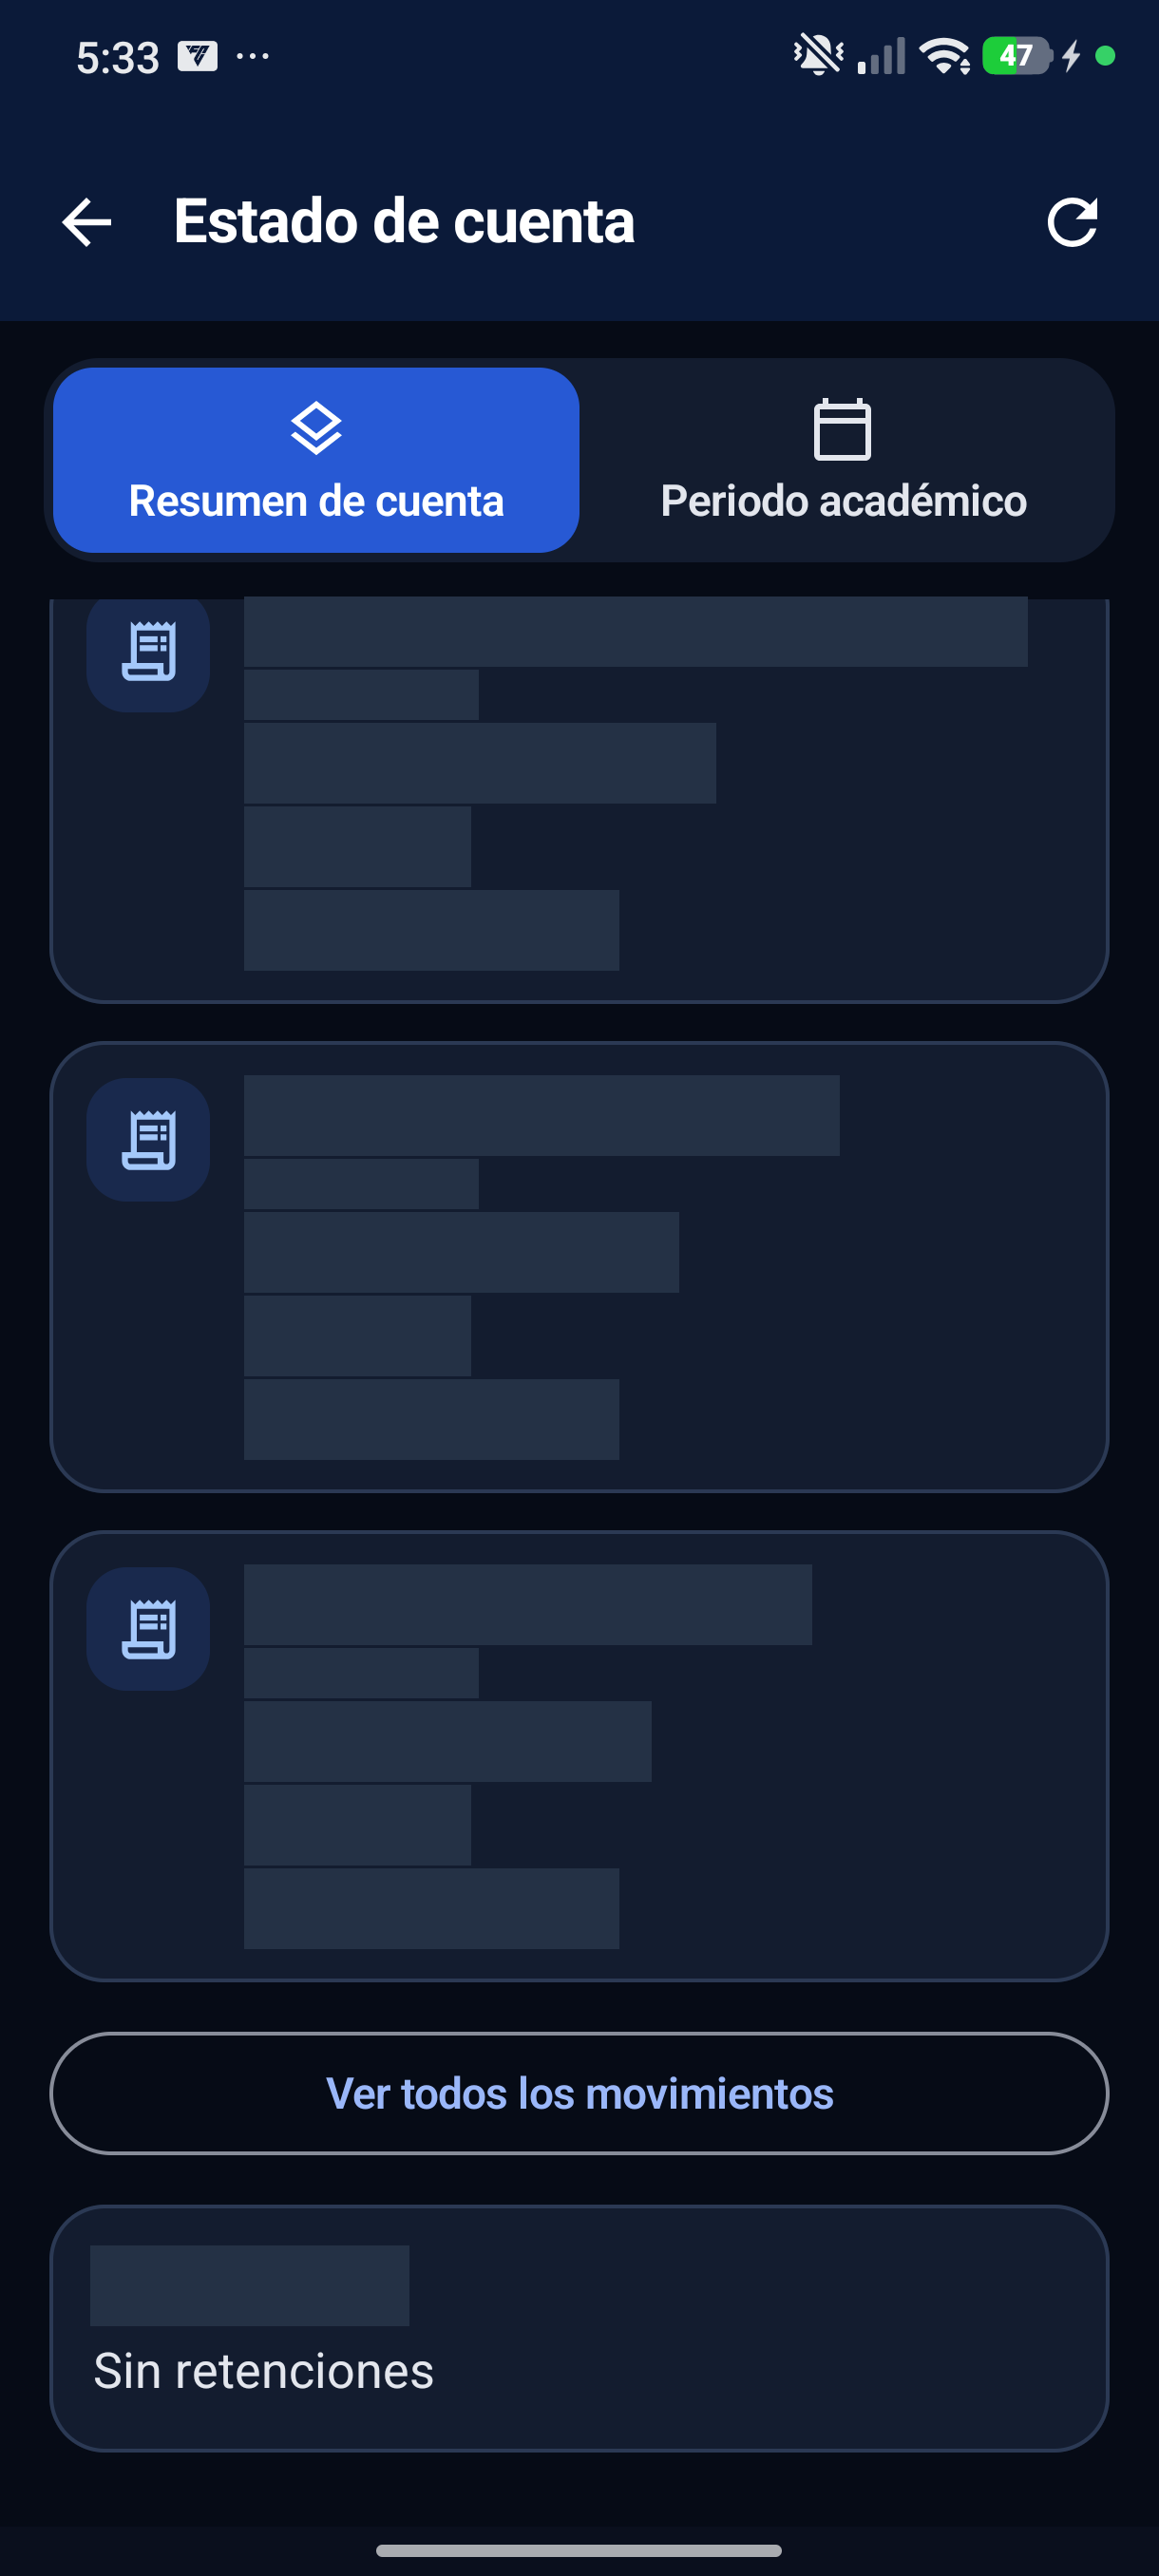 5:33
47
Estado de cuenta
Resumen de cuenta
Periodo académico
Ver todos los movimientos
Sin retenciones